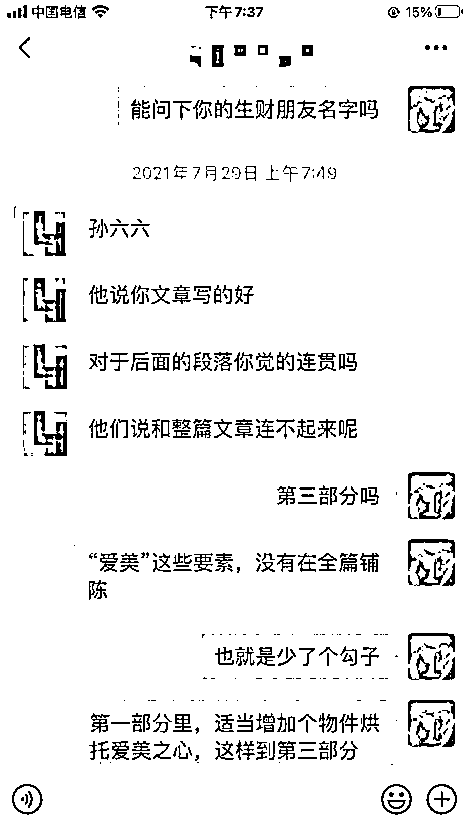 中国电信
下午7:37
15%
能问下你的生财朋友名字吗
2021年7月29日 上午7:49
孙六六
他说你文章写的好
对于后面的段落你觉的连贯吗
他们说和整篇文章连不起来呢
第三部分吗
“爱美”这些要素，没有在全篇铺
陈
也就是少了个勾子
第一部分里，适当增加个物件烘
托爱美之心，这样到第三部分